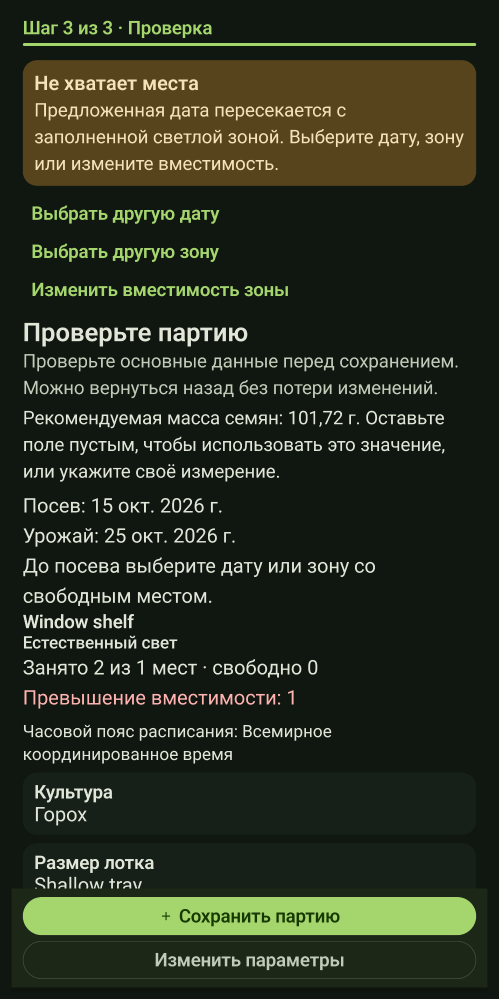 Шаг 3 из 3 · Проверка
Не хватает места
Предложенная дата пересекается с
заполненной светлой зоной. Выберите дату, зону
или измените вместимость.
Выбрать другую дату
Выбрать другую зону
Изменить вместимость зоны
Проверьте партию
Проверьте основные данные перед сохранением.
Можно вернуться назад без потери изменений.
Рекомендуемая масса семян: 101,72 г. Оставьте
поле пустым, чтобы использовать это значение,
или укажите своё измерение.
Посев: 15 окт. 2026 г.
Урожай: 25 окт. 2026 г.
До посева выберите дату или зону со
свободным местом.
Window shelf
Естественный свет
Занято 2 из 1 мест · свободно 0
Превышение вместимости: 1
Часовой пояс расписания: Всемирное
координированное время
Культура
Горох
Размер лотка
Shallow tray
+ Сохранить партию
Изменить параметры